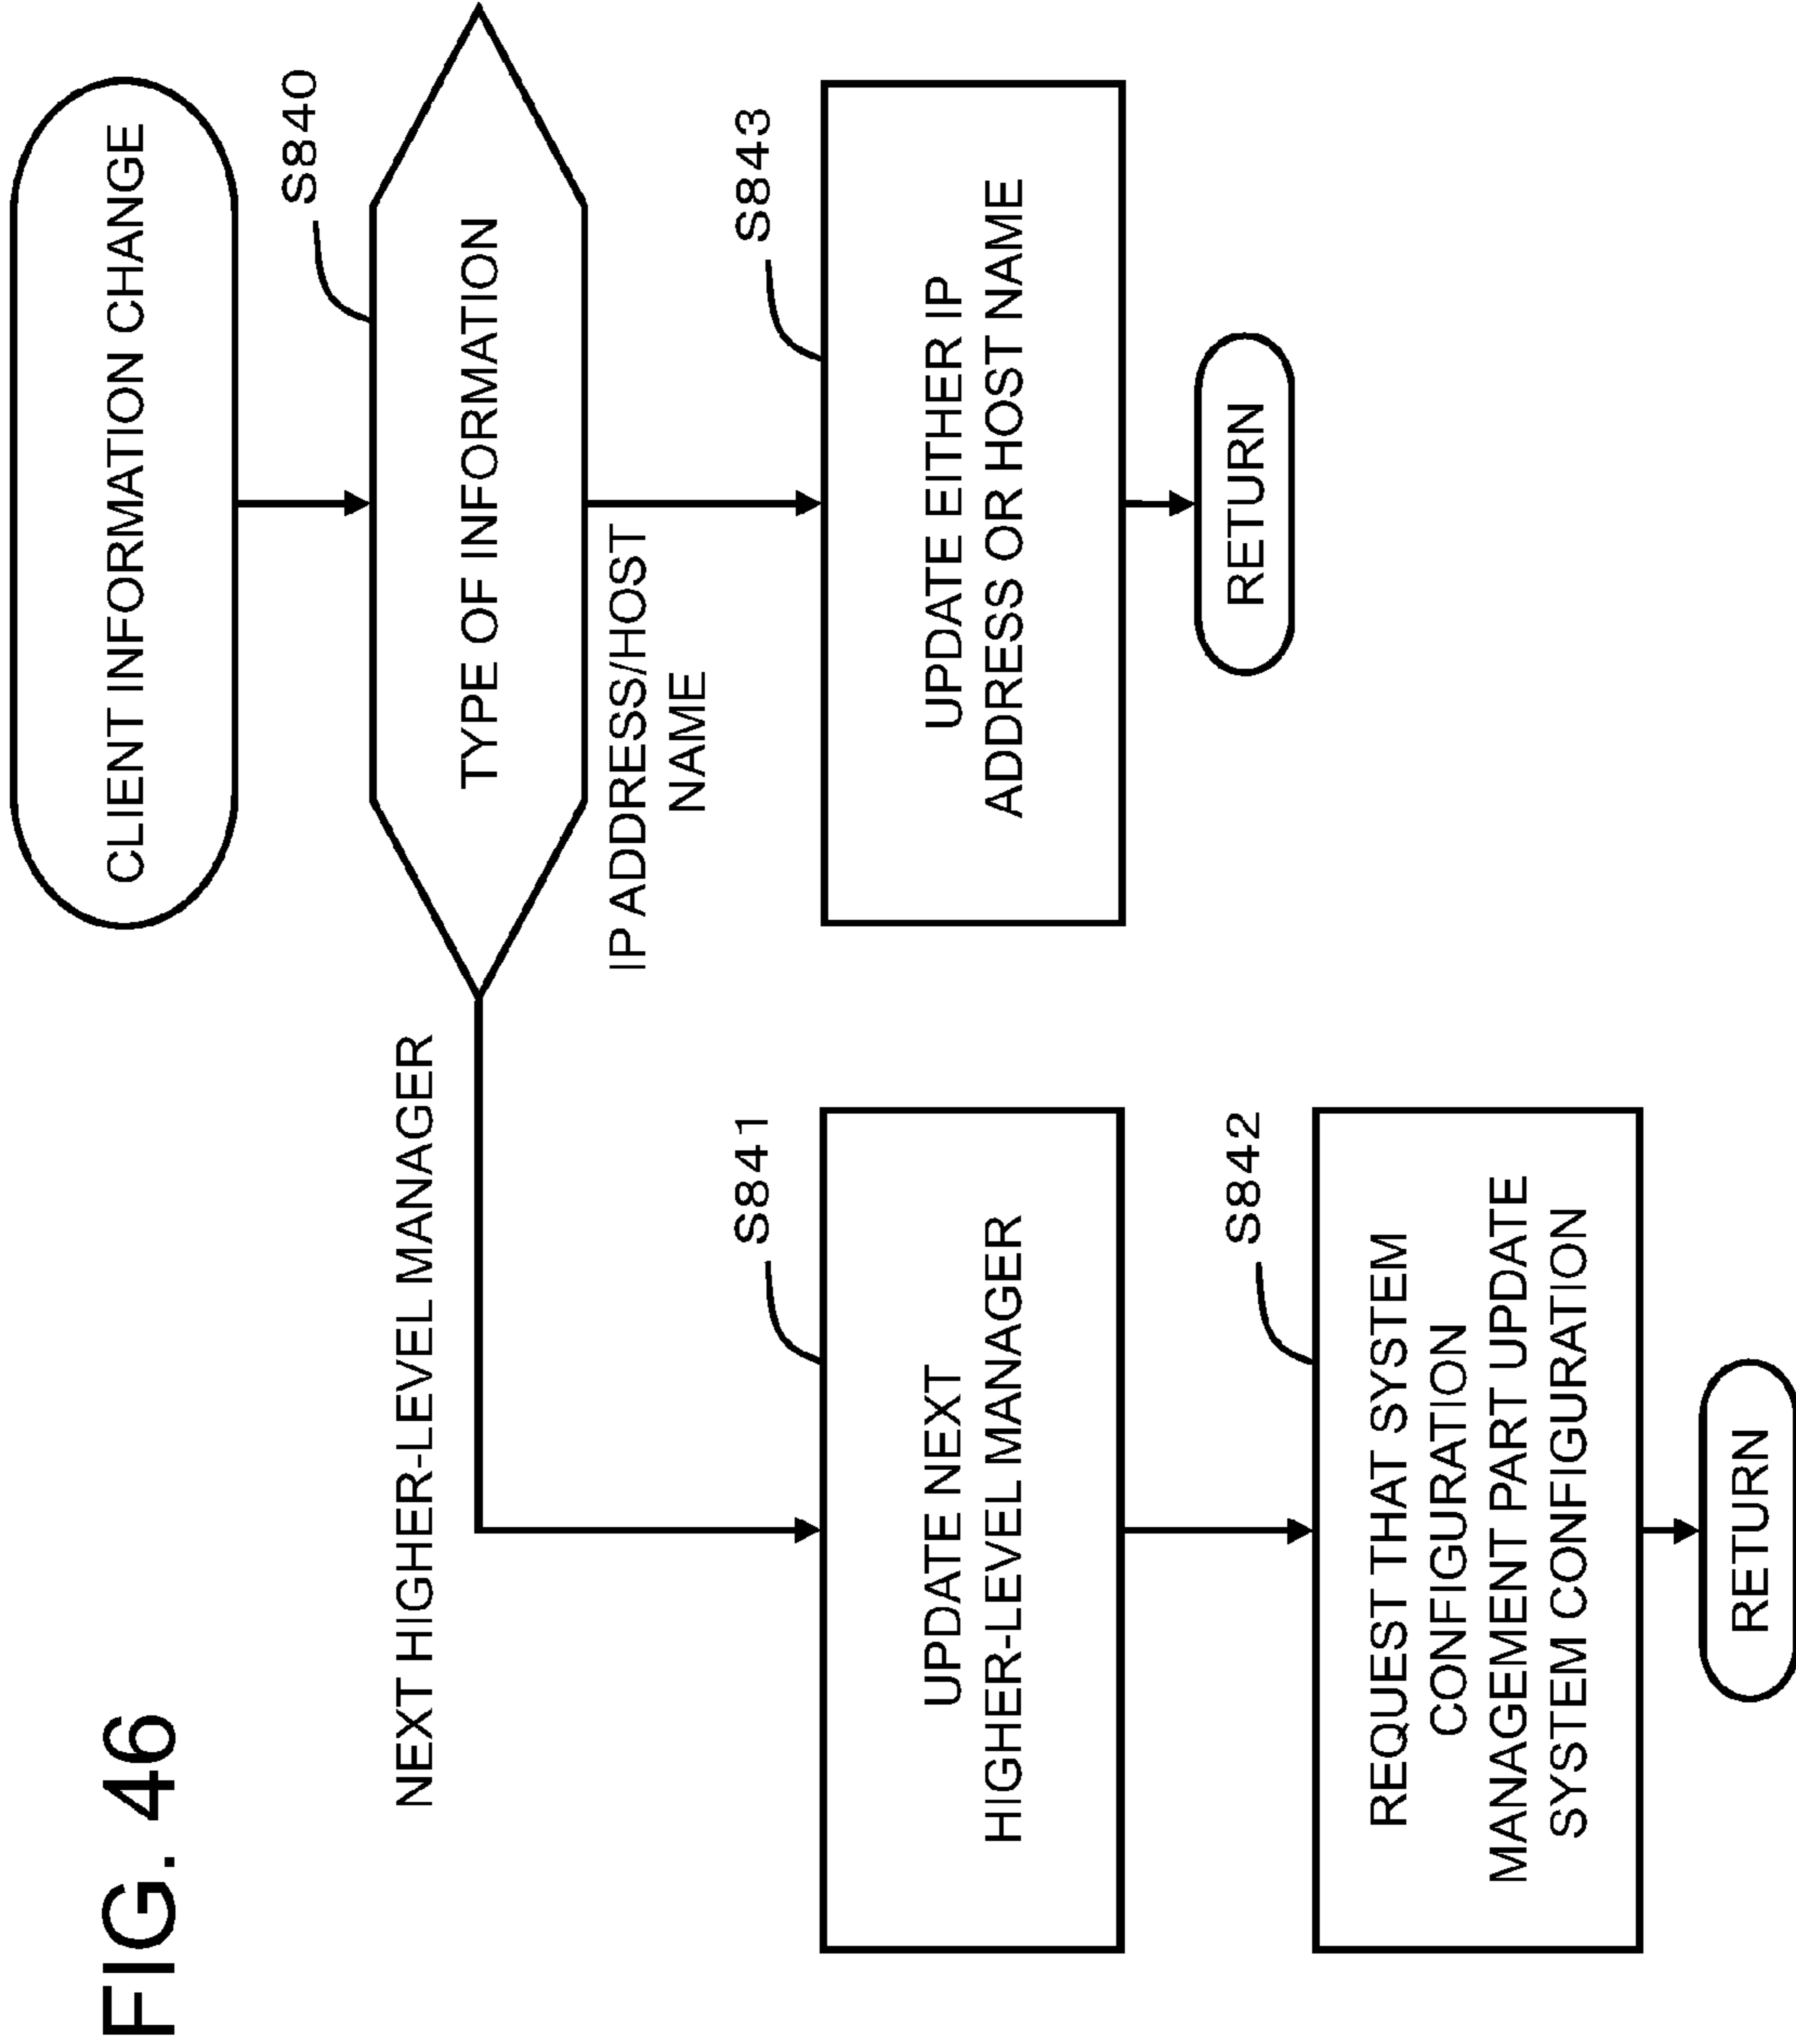 FIG. 46
CLIENT INFORMATION CHANGE
S840
TYPE OF INFORMATION
NEXT HIGHER-LEVEL MANAGER
IP ADDRESS/HOST
NAME
S841
UPDATE NEXT
HIGHER-LEVEL MANAGER
S843
UPDATE EITHER IP
ADDRESS OR HOST NAME
S842
REQUEST THAT SYSTEM
CONFIGURATION
MANAGEMENT PART UPDATE
SYSTEM CONFIGURATION
RETURN
RETURN